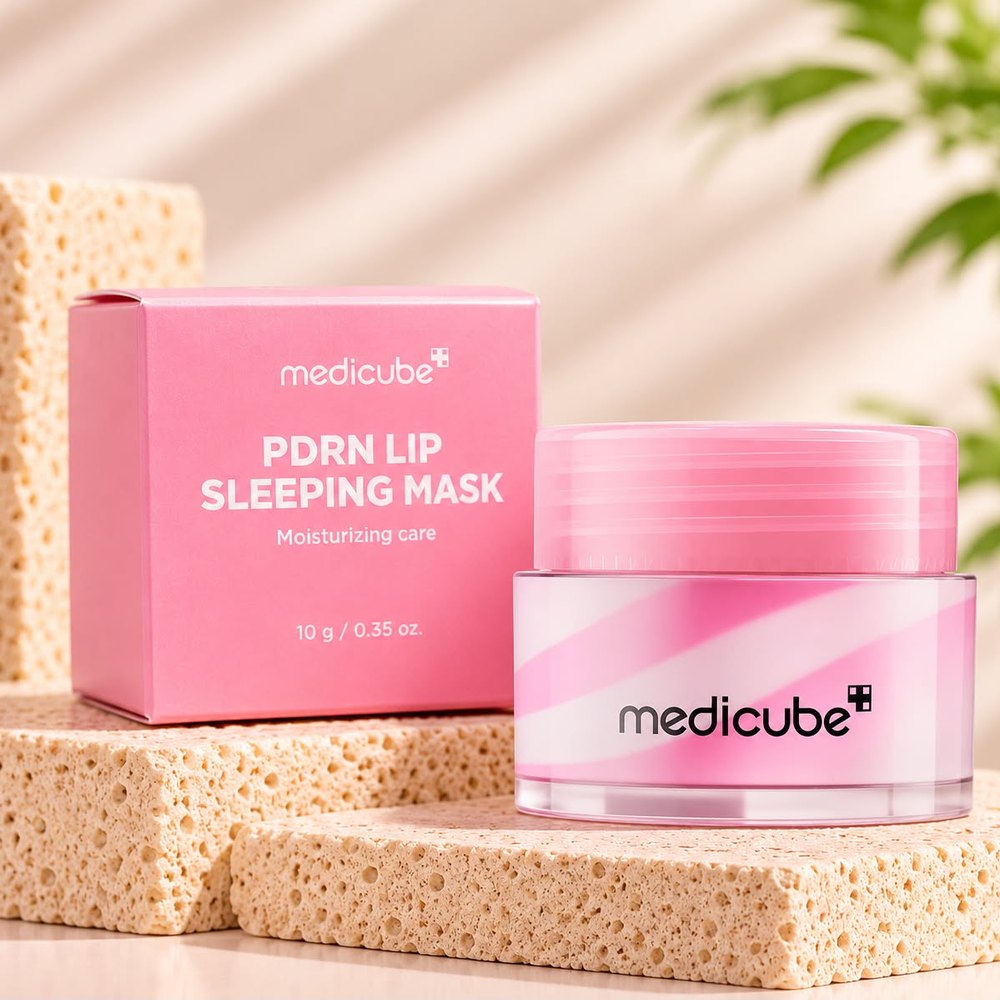 medicube
PDRN LIP
SLEEPING MASK
Moisturizing care
10 g / 0.35 oz.
medicube